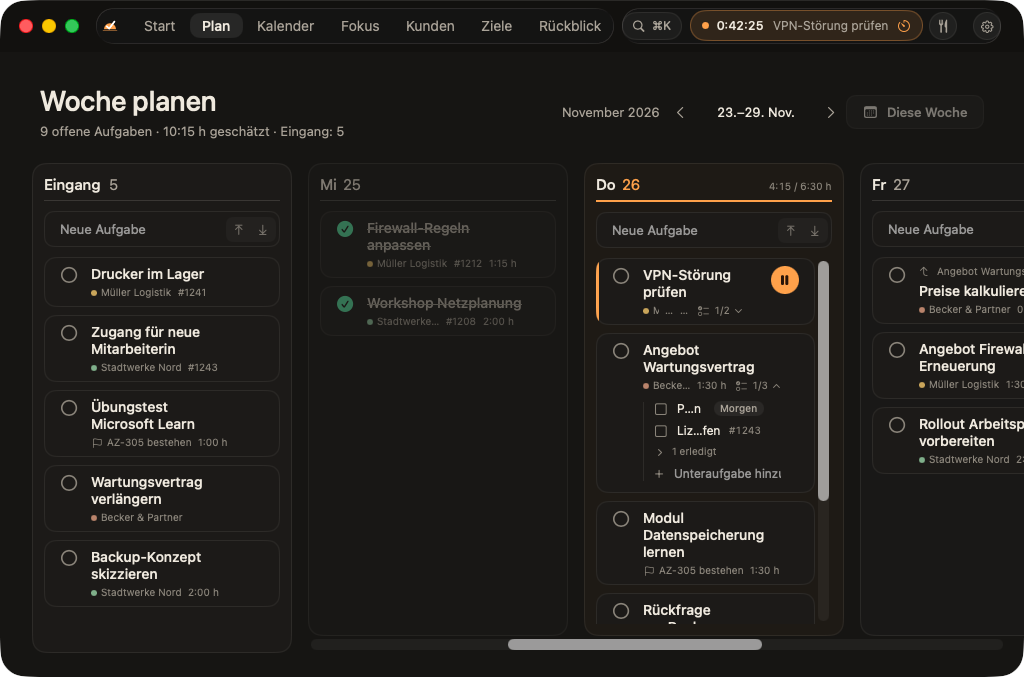 Start Plan Kalender Fokus Kunden Ziele Rückblick ⌘K 0:42:25 VPN-Störung prüfen
Woche planen
9 offene Aufgaben · 10:15 h geschätzt · Eingang: 5
November 2026 23.–29. Nov. Diese Woche
Eingang 5
Neue Aufgabe
Drucker im Lager
Müller Logistik #1241
Zugang für neue
Mitarbeiterin
Stadtwerke Nord #1243
Übungstest
Microsoft Learn
AZ-305 bestehen 1:00 h
Wartungsvertrag
verlängern
Becker & Partner
Backup-Konzept
skizzieren
Stadtwerke Nord 2:00 h
Mi 25
Firewall-Regeln
anpassen
Müller Logistik #1212 1:15 h
Workshop Netzplanung
Stadtwerke... #1208 2:00 h
Do 26 4:15 / 6:30 h
Neue Aufgabe
VPN-Störung
prüfen
M ... ... 1/2
Angebot
Wartungsvertrag
Becke... 1:30 h 1/3
P...n Morgen
Liz...fen #1243
1 erledigt
+ Unteraufgabe hinzu
Modul
Datenspeicherung
lernen
AZ-305 bestehen 1:30 h
Rückfrage
Fr 27
Neue Aufgabe
Angebot Wartungs
Preise kalkuliere
Becker & Partner 0
Angebot Firewal
Erneuerung
Müller Logistik 1:30
Rollout Arbeitsp
vorbereiten
Stadtwerke Nord 2: